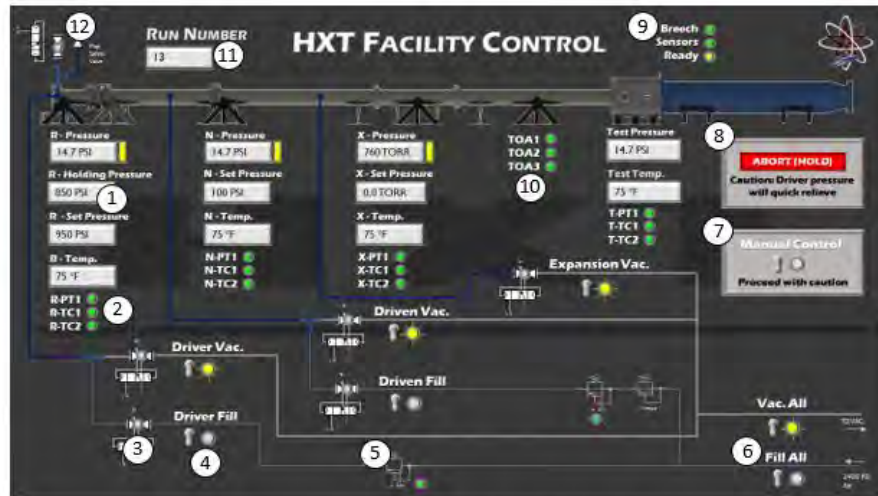 12
RUN NUMBER
13
11
HXT FACILITY CONTROL
9
Breech
Sensors
Ready
R - Pressure
14.7 PSI
R - Holding Pressure
850 PSI
1
R - Set Pressure
950 PSI
R - Temp.
75 °F
R-PT1
R-TC1
R-TC2
2
N - Pressure
14.7 PSI
N - Set Pressure
100 PSI
N - Temp.
75 °F
N-PT1
N-TC1
N-TC2
X - Pressure
760 TORR
X - Set Pressure
0.0 TORR
X - Temp.
75 °F
X-PT1
X-TC1
X-TC2
TOA1
TOA2
TOA3
10
Test Pressure
14.7 PSI
Test Temp.
75 °F
T-PT1
T-TC1
T-TC2
8
ABORT (HOLD)
Caution: Driver pressure
will quick relieve
7
Manual Control
Proceed with caution
Expansion Vac.
Driven Vac.
Driver Vac.
Driven Fill
Driver Fill
3
4
5
Vac. All
TO VAC.
6
Fill All
2400 PSI
Air